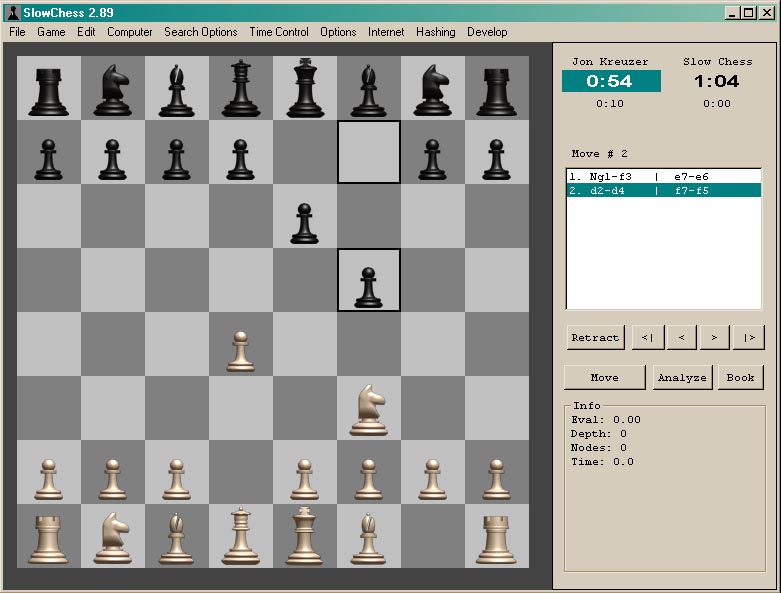 SlowChess 2.89
File Game Edit Computer Search Options Time Control Options Internet Hashing Develop
Jon Kreuzer Slow Chess
0:54 1:04
0:10 0:00
Move # 2
1. Ng1-f3 | e7-e6
2. d2-d4 | f7-f5
Retract <| < > |>
Move Analyze Book
Info
Eval: 0.00
Depth: 0
Nodes: 0
Time: 0.0